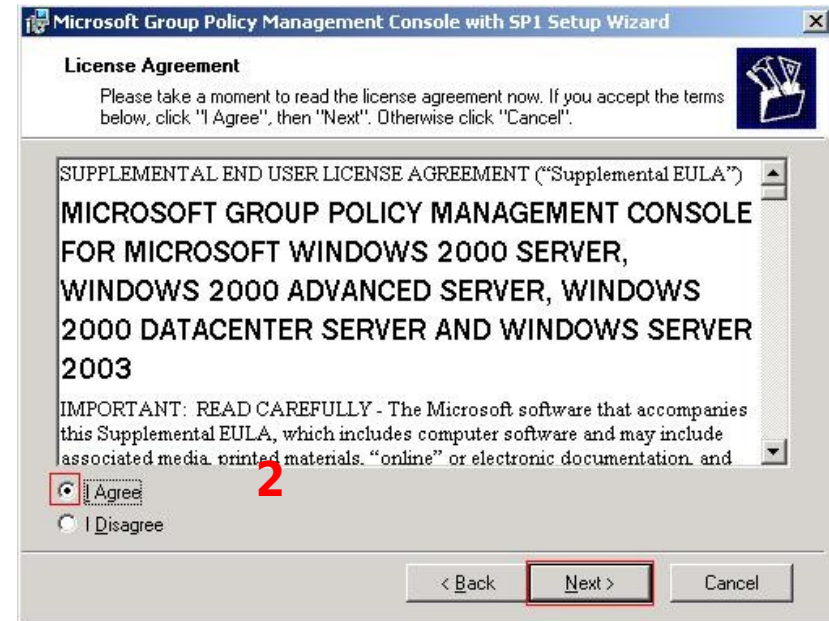 Microsoft Group Policy Management Console with SP1 Setup Wizard
License Agreement
Please take a moment to read the license agreement now. If you accept the terms
below, click "I Agree", then "Next". Otherwise click "Cancel".
SUPPLEMENTAL END USER LICENSE AGREEMENT (“Supplemental EULA”)
MICROSOFT GROUP POLICY MANAGEMENT CONSOLE
FOR MICROSOFT WINDOWS 2000 SERVER,
WINDOWS 2000 ADVANCED SERVER, WINDOWS
2000 DATACENTER SERVER AND WINDOWS SERVER
2003
IMPORTANT: READ CAREFULLY - The Microsoft software that accompanies
this Supplemental EULA, which includes computer software and may include
associated media, printed materials, “online” or electronic documentation, and
2
I Agree
I Disagree
< Back
Next >
Cancel